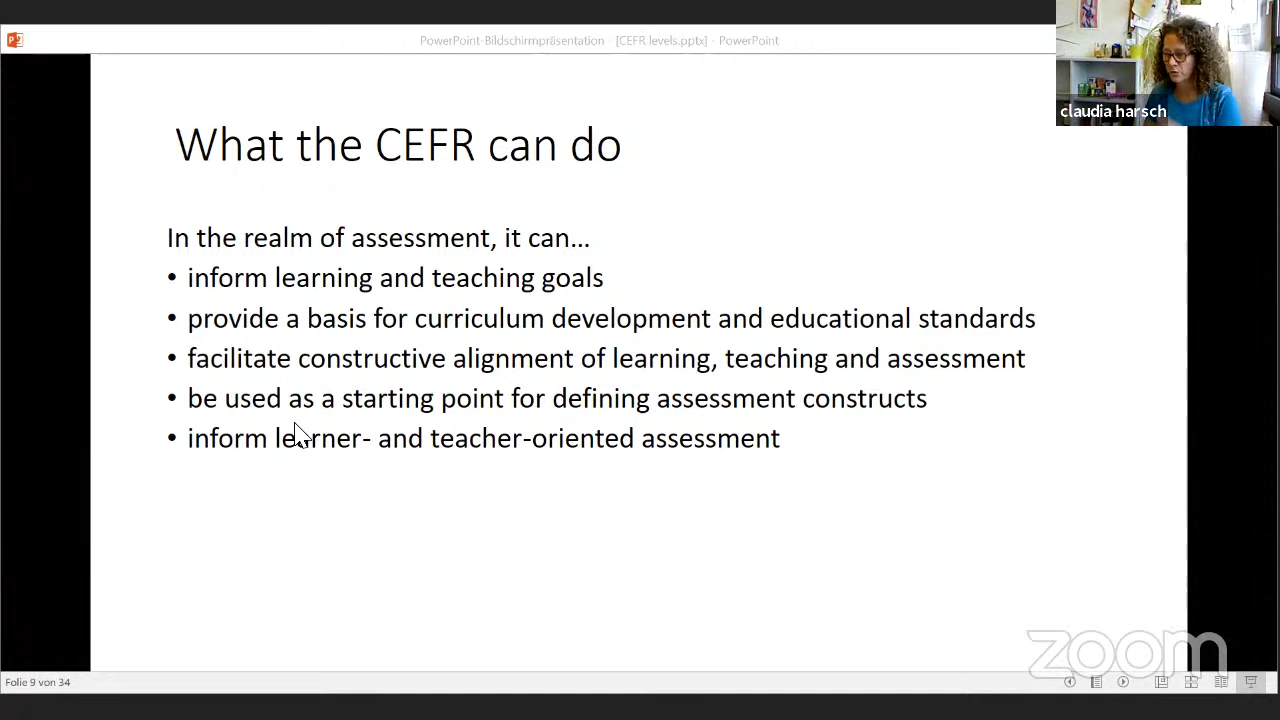 PowerPoint-Bildschirmpräsentation - [CEFR levels.pptx] - PowerPoint
claudia harsch
What the CEFR can do
In the realm of assessment, it can…
• inform learning and teaching goals
• provide a basis for curriculum development and educational standards
• facilitate constructive alignment of learning, teaching and assessment
• be used as a starting point for defining assessment constructs
• inform learner- and teacher-oriented assessment
zoom
Folie 9 von 34